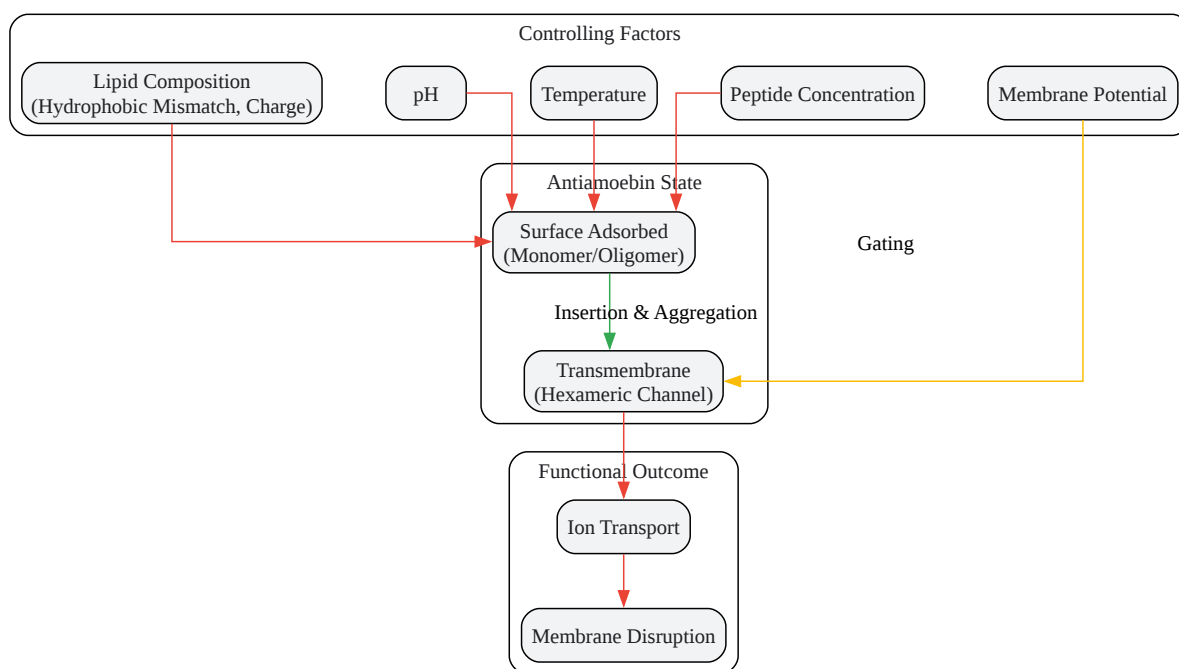 Controlling Factors
Lipid Composition
(Hydrophobic Mismatch, Charge)
pH
Temperature
Peptide Concentration
Membrane Potential
Antiamoebin State
Surface Adsorbed
(Monomer/Oligomer)
Gating
Insertion & Aggregation
Transmembrane
(Hexameric Channel)
Functional Outcome
Ion Transport
Membrane Disruption